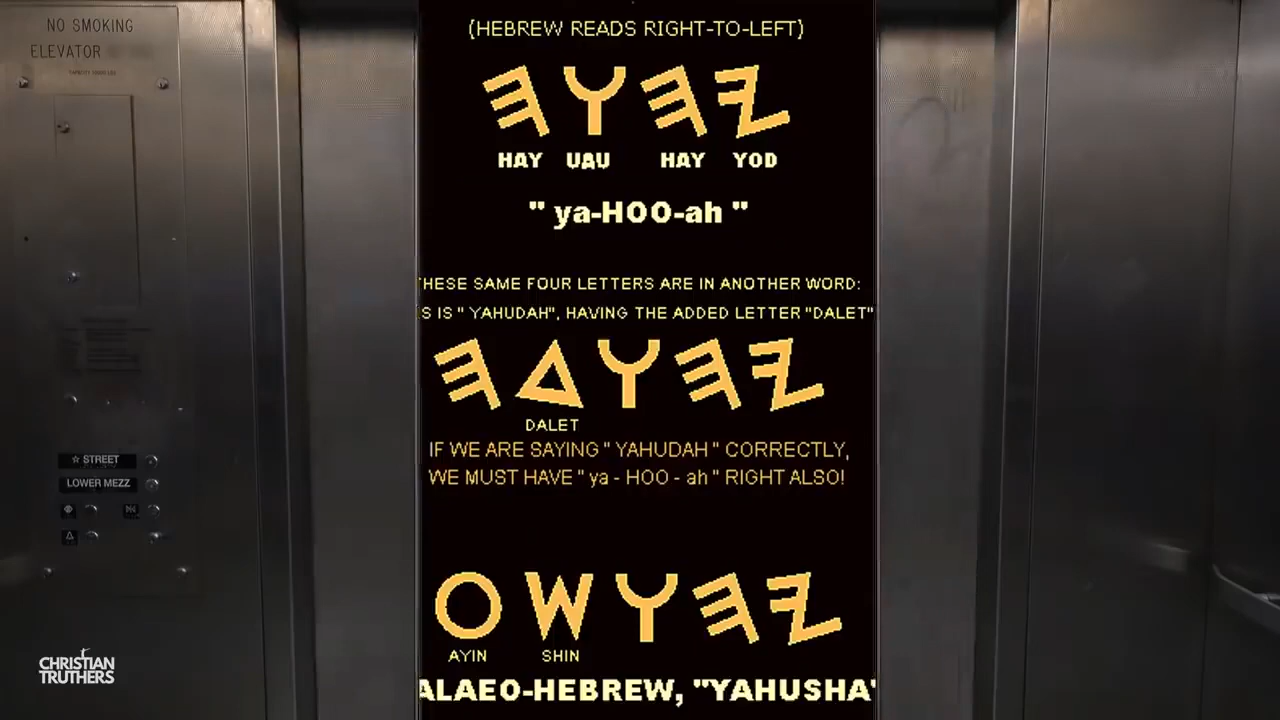 NO SMOKING
ELEVATOR
(HEBREW READS RIGHT-TO-LEFT)
𐤄𐤅𐤄𐤉
HAY UAU HAY YOD
" ya-HOO-ah "
HESE SAME FOUR LETTERS ARE IN ANOTHER WORD:
S IS " YAHUDAH", HAVING THE ADDED LETTER "DALET"
𐤄𐤃𐤅𐤄𐤉
DALET
IF WE ARE SAYING " YAHUDAH " CORRECTLY,
WE MUST HAVE " ya - HOO - ah " RIGHT ALSO!
𐤏𐤔𐤅𐤄𐤉
AYIN SHIN
ALAEO-HEBREW, "YAHUSHA"
☆ STREET
LOWER MEZZ
CHRISTIAN
TRUTHERS